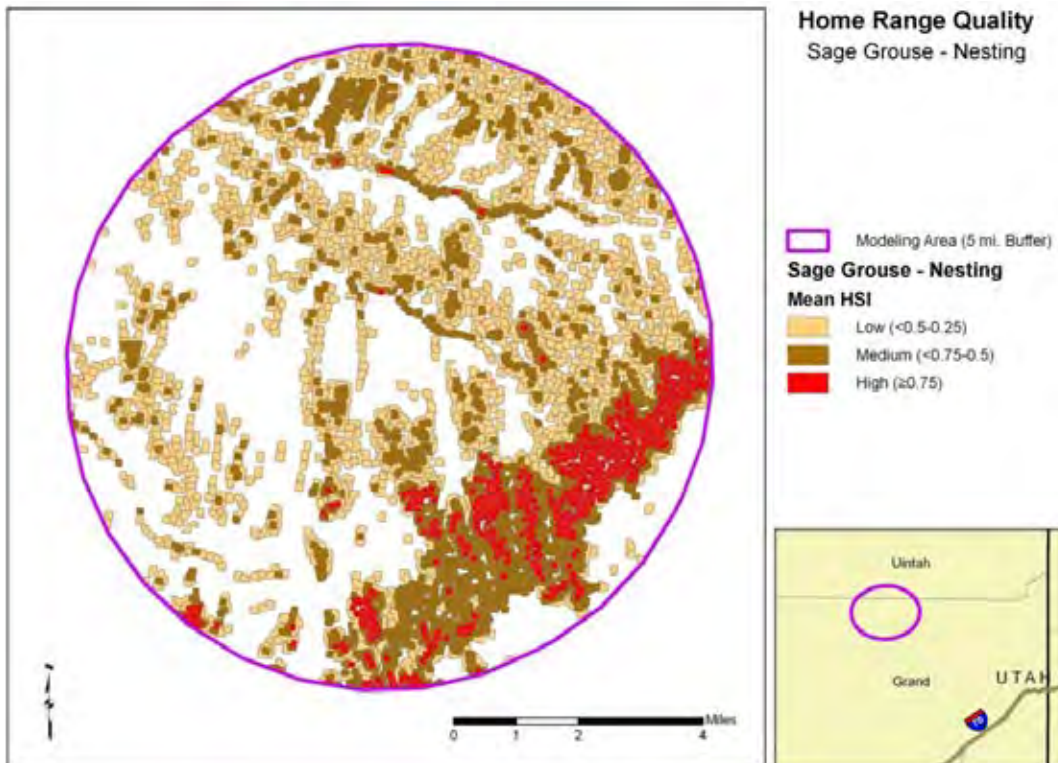 Home Range Quality
Sage Grouse - Nesting
Modeling Area (5 mi. Buffer)
Sage Grouse - Nesting
Mean HSI
Low (<0.5-0.25)
Medium (<0.75-0.5)
High (≥0.75)
Miles
0 1 2 4
Uintah
Grand
UTAH
70